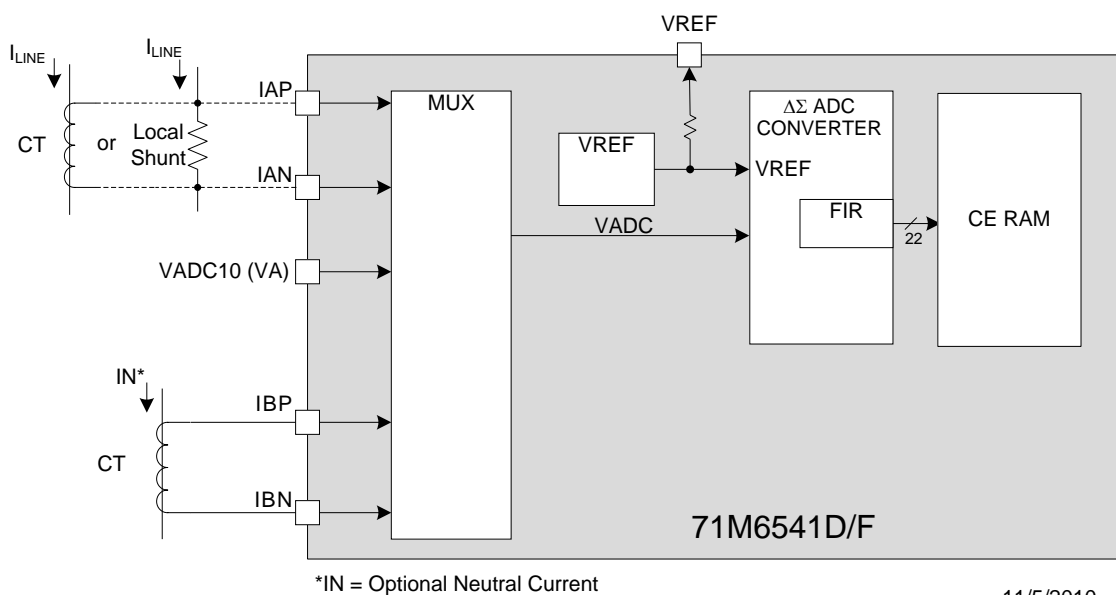 VREF
ILINE
ILINE
IAP
MUX
ΔΣ ADC
CONVERTER
VREF
CT
or
Local
Shunt
VREF
IAN
FIR
CE RAM
VADC
22
VADC10 (VA)
IN*
IBP
CT
IBN
71M6541D/F
*IN = Optional Neutral Current